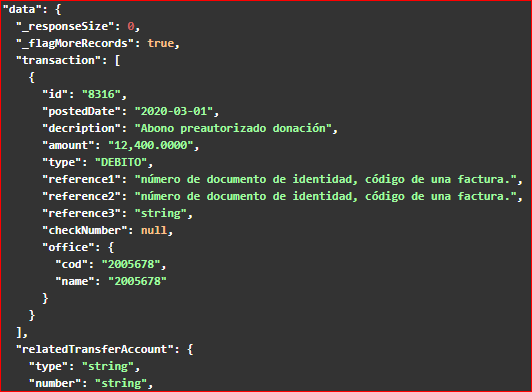 "data": {
"_responseSize": 0,
"_flagMoreRecords": true,
"transaction": [
{
"id": "8316",
"postedDate": "2020-03-01",
"decription": "Abono preautorizado donación",
"amount": "12,400.0000",
"type": "DEBITO",
"reference1": "número de documento de identidad, código de una factura.",
"reference2": "número de documento de identidad, código de una factura.",
"reference3": "string",
"checkNumber": null,
"office": {
"cod": "2005678",
"name": "2005678"
}
}
],
"relatedTransferAccount": {
"type": "string",
"number": "string",